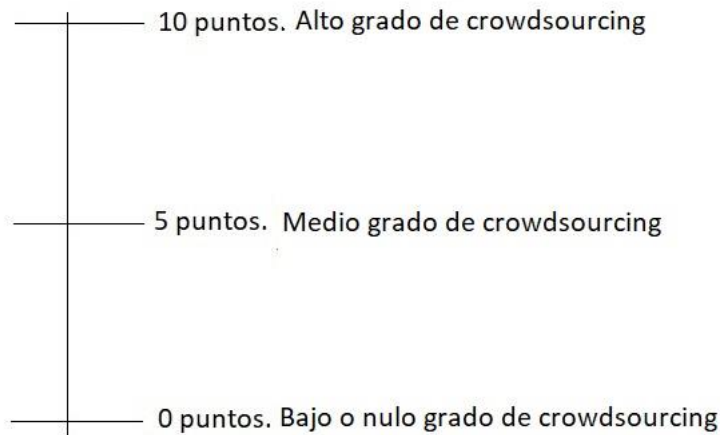 10 puntos. Alto grado de crowdsourcing
5 puntos. Medio grado de crowdsourcing
0 puntos. Bajo o nulo grado de crowdsourcing